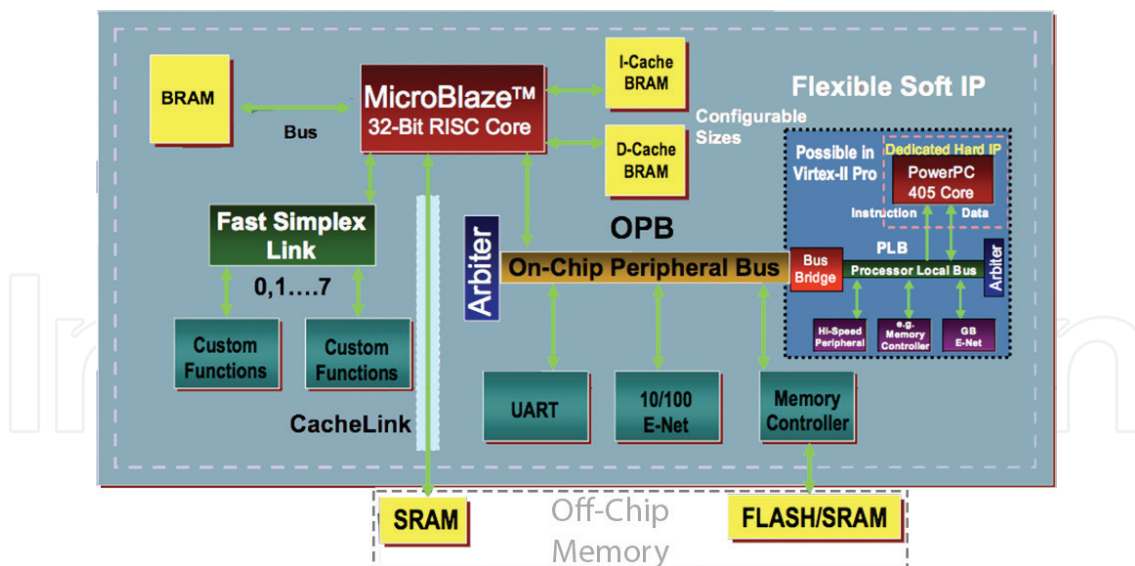 BRAM
Bus
MicroBlaze™
32-Bit RISC Core
I-Cache
BRAM
Configurable
Sizes
D-Cache
BRAM
Flexible Soft IP
Possible in
Virtex-II Pro
Dedicated Hard IP
PowerPC
405 Core
Instruction
Data
PLB
Processor Local Bus
Arbiter
Bus
Bridge
Hi-Speed
Peripheral
e.g.
Memory
Controller
GB
E-Net
Fast Simplex
Link
0,1....7
Custom
Functions
Custom
Functions
CacheLink
OPB
Arbiter
On-Chip Peripheral Bus
UART
10/100
E-Net
Memory
Controller
SRAM
Off-Chip
Memory
FLASH/SRAM